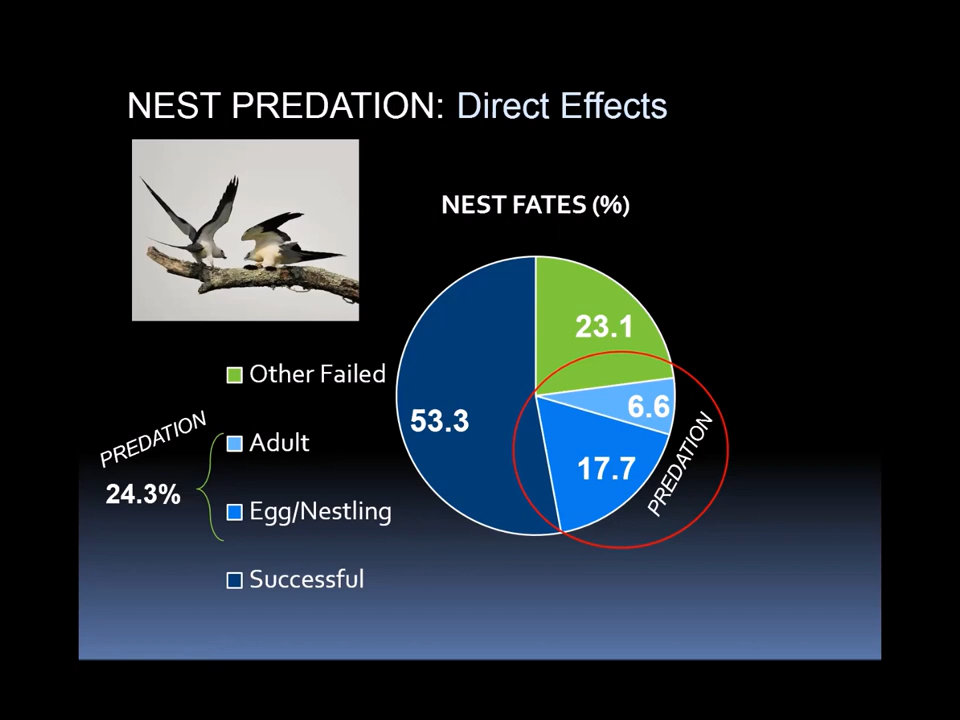 NEST PREDATION: Direct Effects
NEST FATES (%)
23.1
6.6
17.7
53.3
PREDATION
Other Failed
Adult
Egg/Nestling
Successful
PREDATION
24.3%